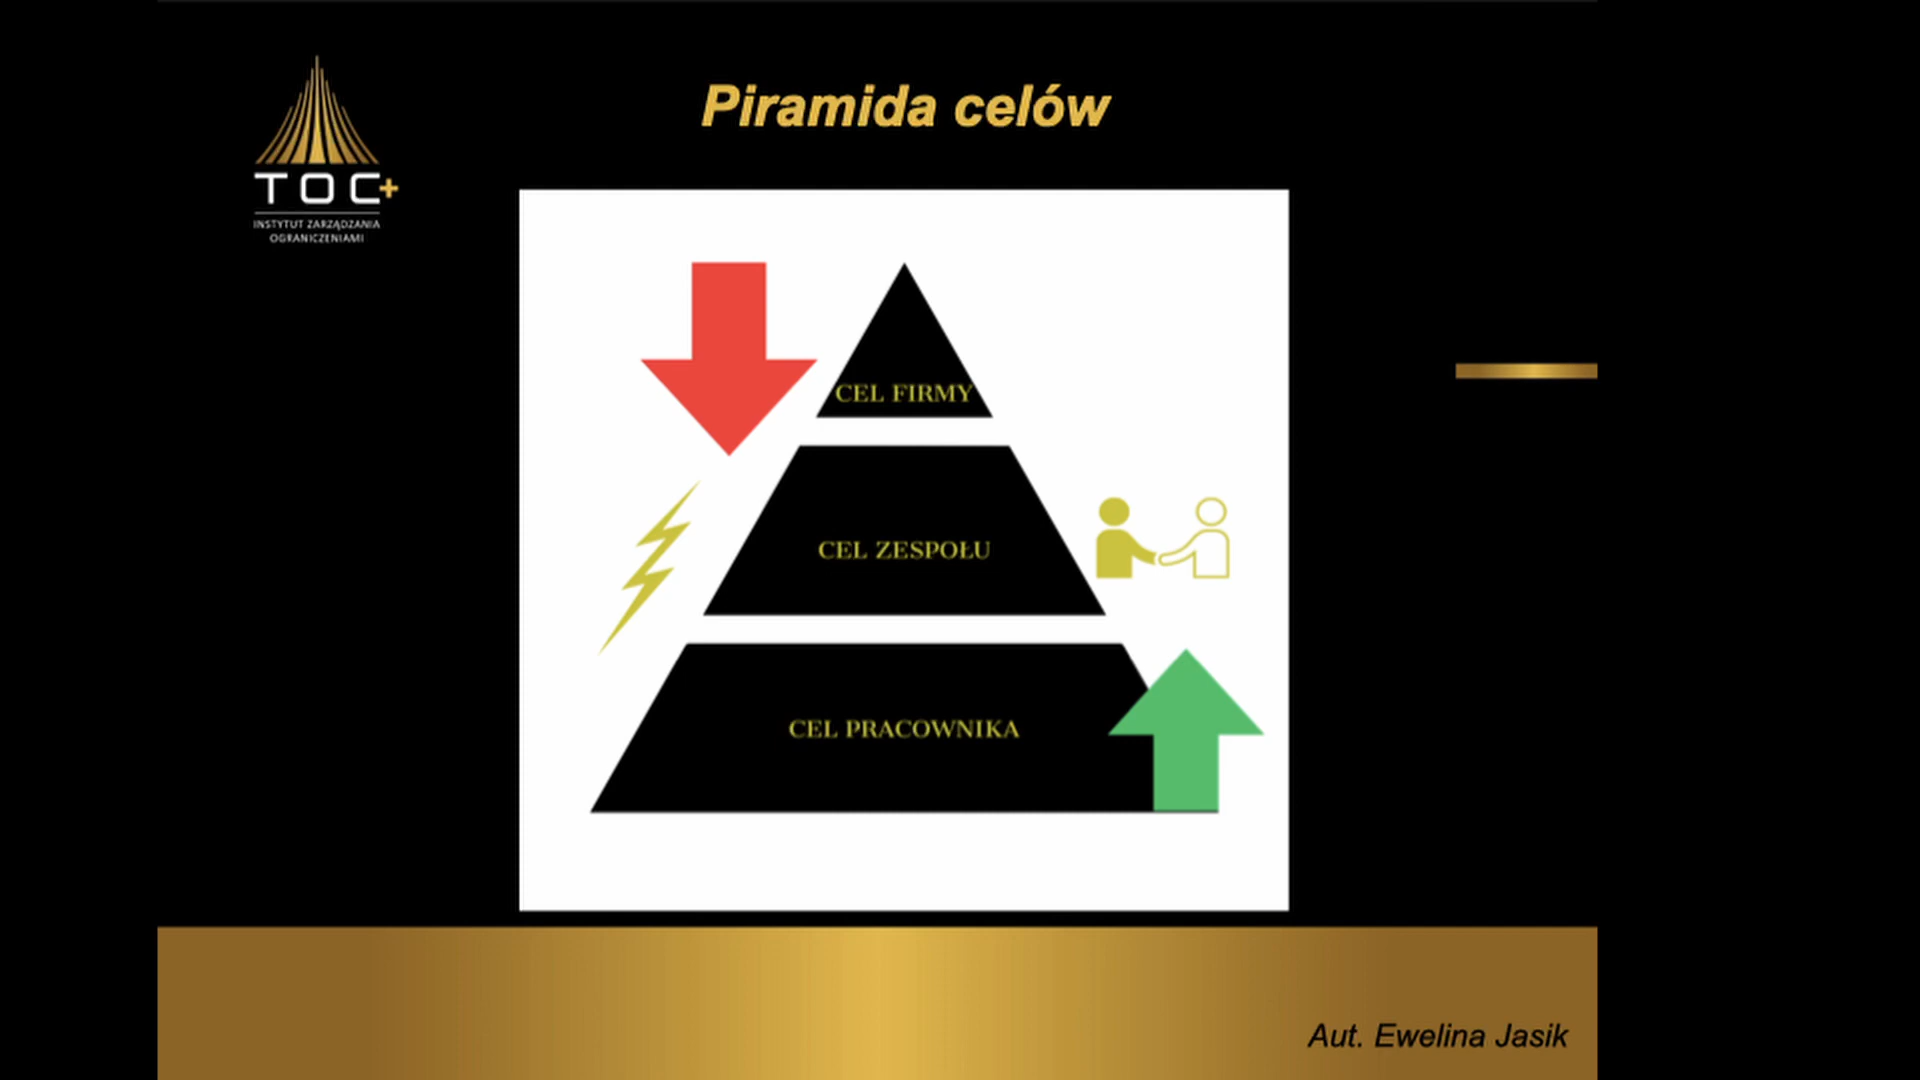 Piramida celów
TOC+
INSTYTUT ZARZĄDZANIA
OGRANICZENIAMI
CEL FIRMY
CEL ZESPOŁU
CEL PRACOWNIKA
Aut. Ewelina Jasik